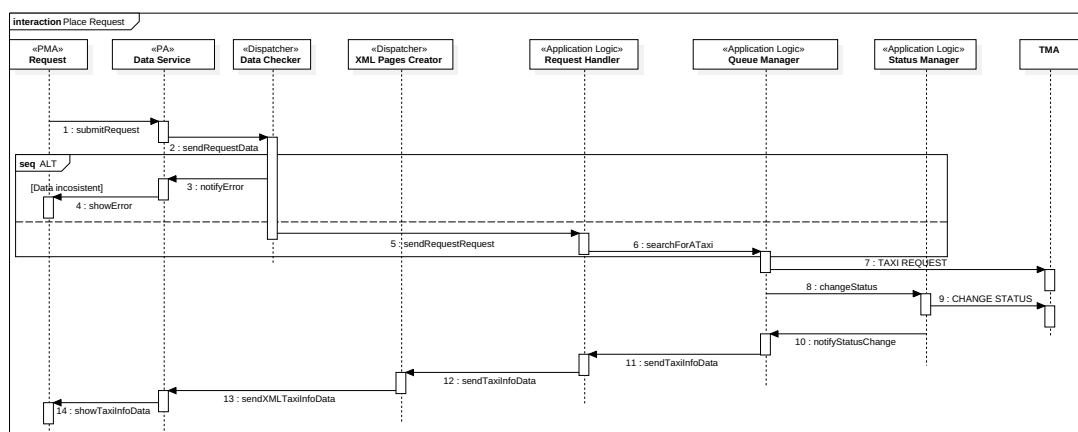 interaction Place Request
«PMA»
Request
«PA»
Data Service
«Dispatcher»
Data Checker
«Dispatcher»
XML Pages Creator
«Application Logic»
Request Handler
«Application Logic»
Queue Manager
«Application Logic»
Status Manager
TMA
1 : submitRequest
2 : sendRequestData
seq ALT
3 : notifyError
[Data incosistent]
4 : showError
5 : sendRequestRequest
6 : searchForATaxi
7 : TAXI REQUEST
8 : changeStatus
9 : CHANGE STATUS
10 : notifyStatusChange
11 : sendTaxiInfoData
12 : sendTaxiInfoData
13 : sendXMLTaxiInfoData
14 : showTaxiInfoData